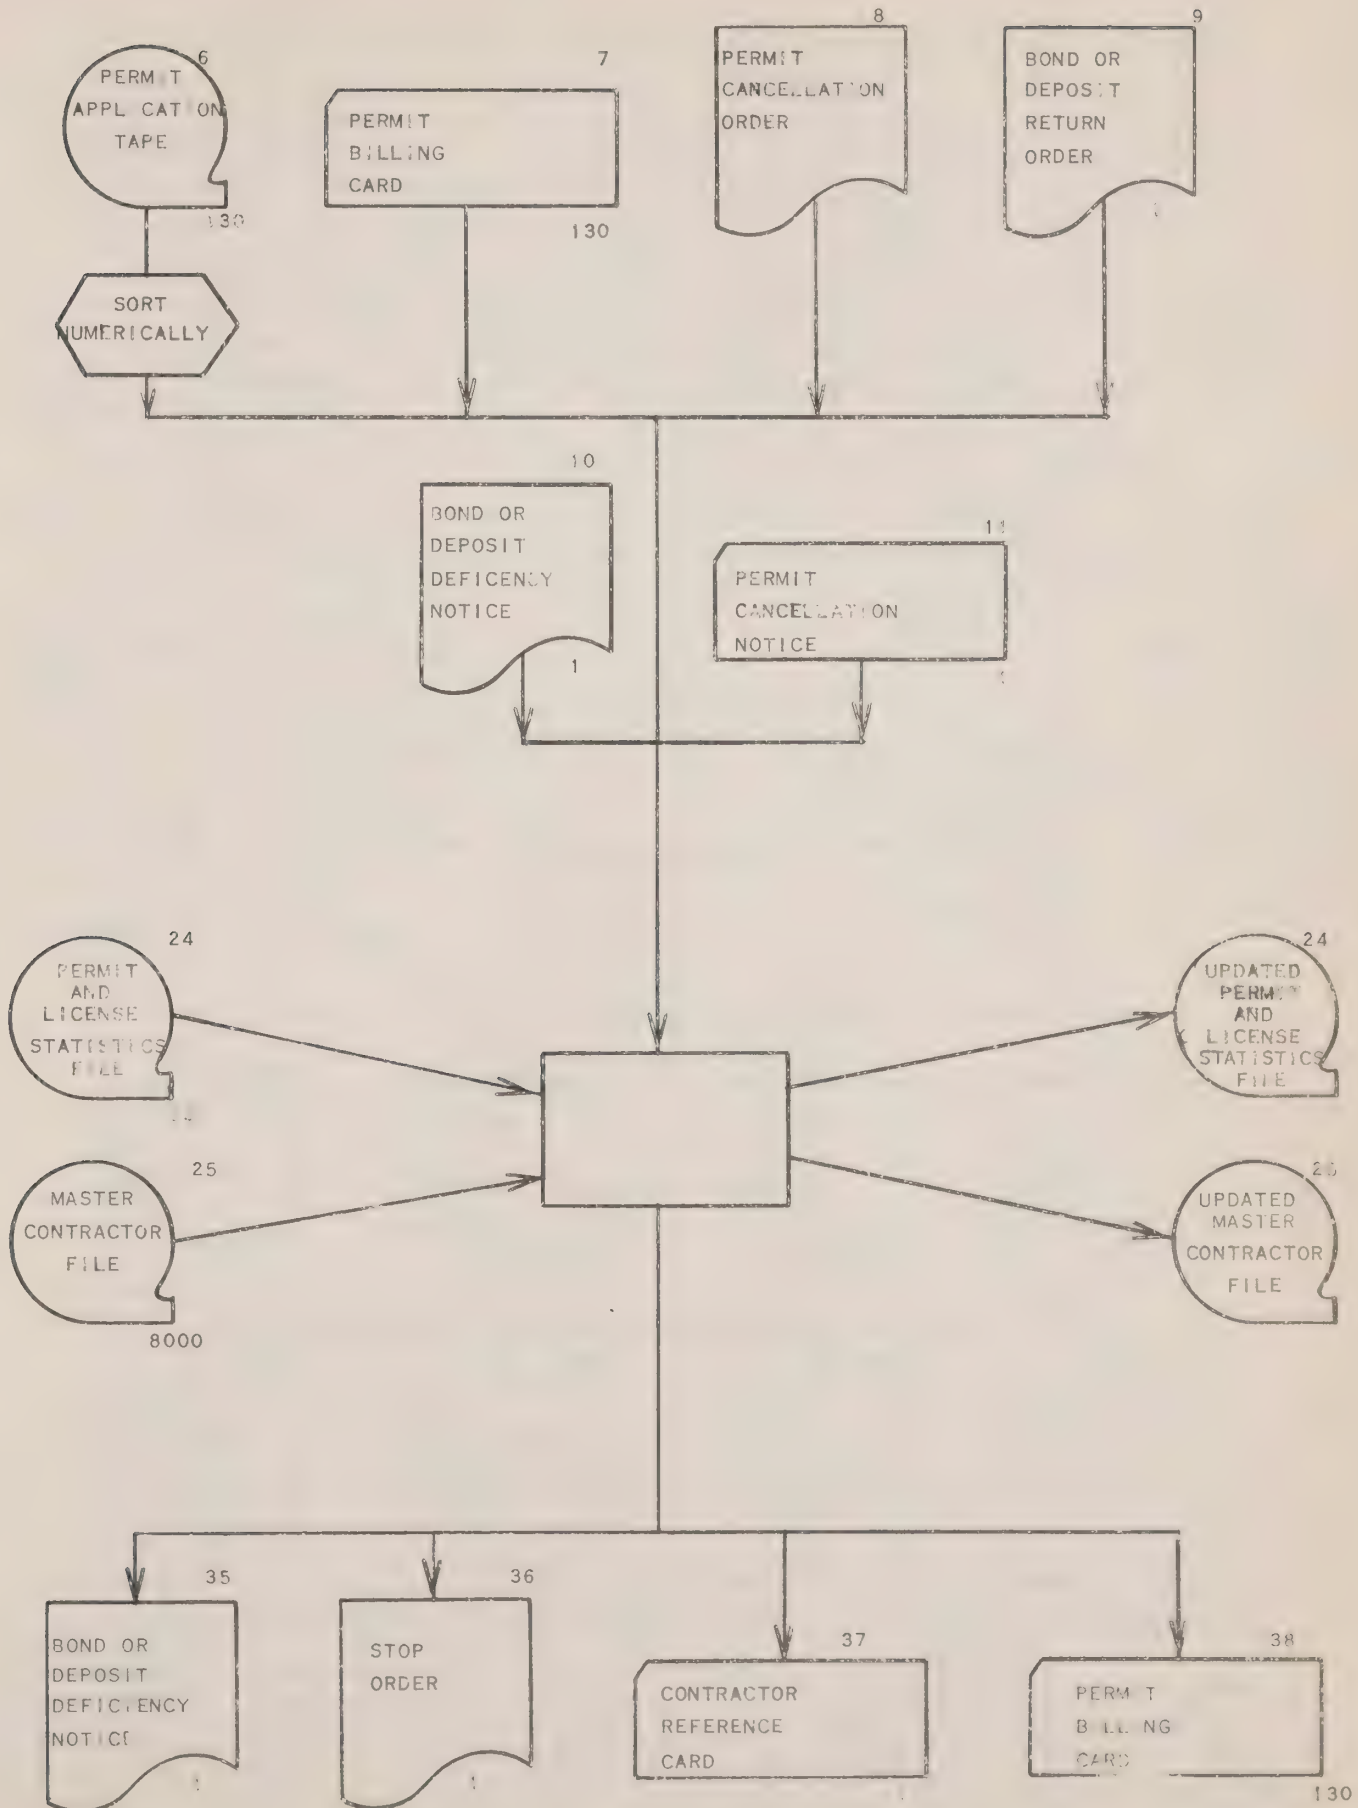 6
PERMIT
APPLICATION
TAPE
130
SORT
NUMERICALLY
7
PERMIT
BILLING
CARD
130
8
PERMIT
CANCELLATION
ORDER
9
BOND OR
DEPOSIT
RETURN
ORDER
10
BOND OR
DEPOSIT
DEFICENCY
NOTICE
1
11
PERMIT
CANCELLATION
NOTICE
24
PERMIT
AND
LICENSE
STATISTICS
FILE
25
MASTER
CONTRACTOR
FILE
8000
24
UPDATED
PERMIT
AND
LICENSE
STATISTICS
FILE
UPDATED
MASTER
CONTRACTOR
FILE
35
BOND OR
DEPOSIT
DEFICIENCY
NOTICE
1
36
STOP
ORDER
1
37
CONTRACTOR
REFERENCE
CARD
38
PERMIT
BILLING
CARD
130